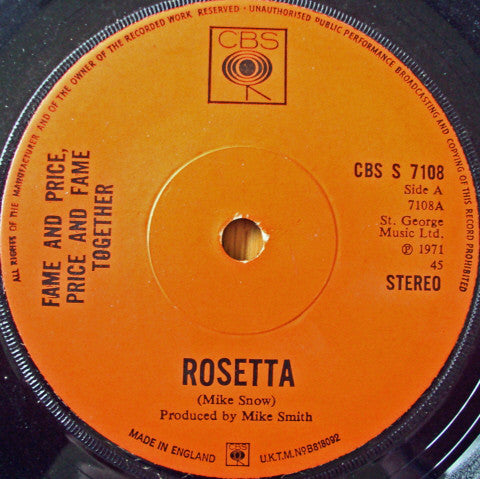 ALL RIGHTS OF THE MANUFACTURER AND OF THE OWNER OF THE RECORDED WORK RESERVED · UNAUTHORISED PUBLIC PERFORMANCE BROADCASTING AND COPYING OF THIS RECORD PROHIBITED
CBS
FAME AND PRICE,
PRICE AND FAME
TOGETHER
CBS S 7108
Side A
7108A
St. George
Music Ltd.
℗ 1971
45
STEREO
ROSETTA
(Mike Snow)
Produced by Mike Smith
MADE IN ENGLAND
CBS
U.K.T.M. NO B818092